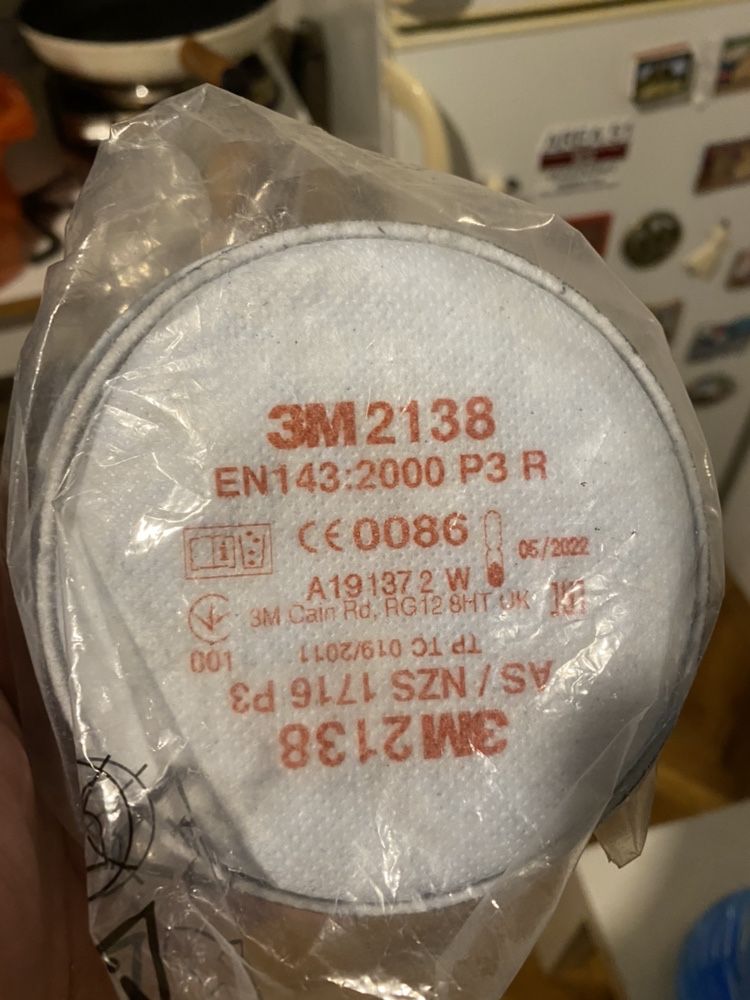 3M 2138
EN143:2000 P3 R
CE 0086
05/2022
A19137 2 W
3M Cain Rd, RG12 8HT UK
001
TP TC 019/2011
AS / NZS 1716 P3
3M 2138